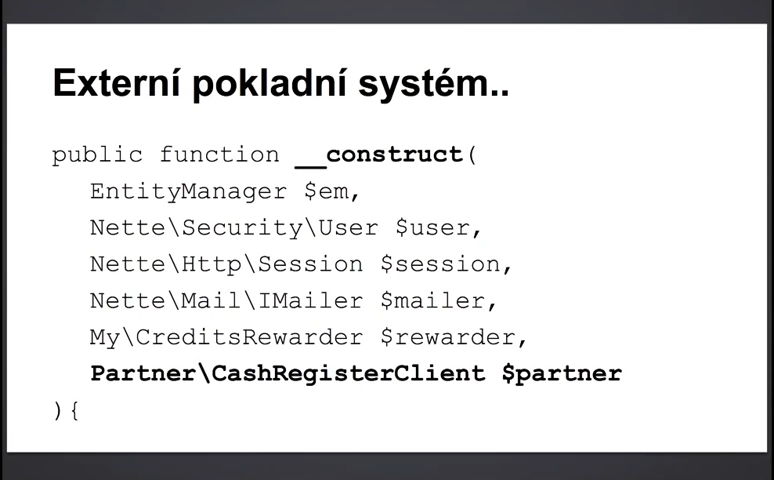 Externí pokladní systém..
public function __construct(
EntityManager $em,
Nette\Security\User $user,
Nette\Http\Session $session,
Nette\Mail\IMailer $mailer,
My\CreditsRewarder $rewarder,
Partner\CashRegisterClient $partner
){